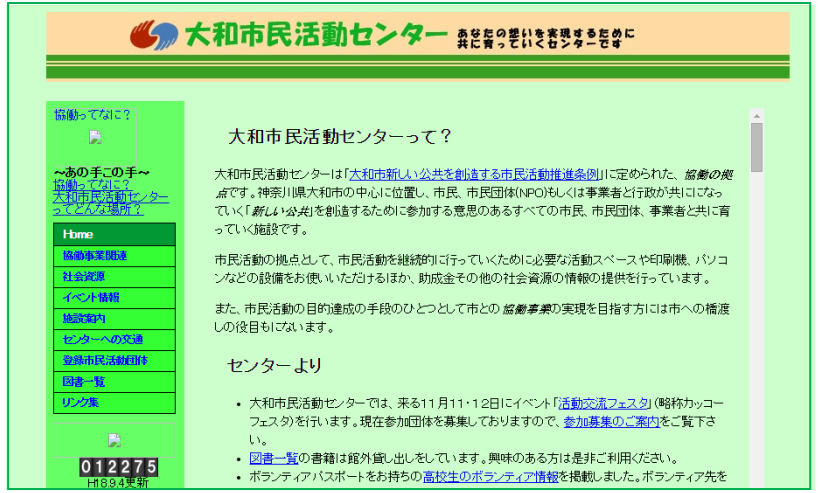 大和市民活動センター あなたの想いを実現するために
共に育っていくセンターです
協働ってなに？
～あの手この手～
協働ってなに？
大和市民活動センター
ってどんな場所？
Home
協働事業関連
社会資源
イベント情報
施設案内
センターへの交通
登録市民活動団体
図書一覧
リンク集
012275
H18.9.4更新
大和市民活動センターって？
大和市民活動センターは「大和市新しい公共を創造する市民活動推進条例」に定められた、協働の拠
点です。神奈川県大和市の中心に位置し、市民、市民団体(NPO)もしくは事業者と行政が共にになっ
ていく「新しい公共」を創造するために参加する意思のあるすべての市民、市民団体、事業者と共に育
っていく施設です。
市民活動の拠点として、市民活動を継続的に行っていくために必要な活動スペースや印刷機、パソコ
ンなどの設備をお使いいただけるほか、助成金その他の社会資源の情報の提供を行っています。
また、市民活動の目的達成の手段のひとつとして市との協働事業の実現を目指す方には市への橋渡
しの役目もにないます。
センターより
• 大和市民活動センターでは、来る11月11・12日にイベント「活動交流フェスタ」（略称カッコー
フェスタ)を行います。現在参加団体を募集しておりますので、参加募集のご案内をご覧下さ
い。
• 図書一覧の書籍は館外貸し出しをしています。興味のある方は是非ご利用ください。
• ボランティアパスポートをお持ちの高校生のボランティア情報を掲載しました。ボランティア先を